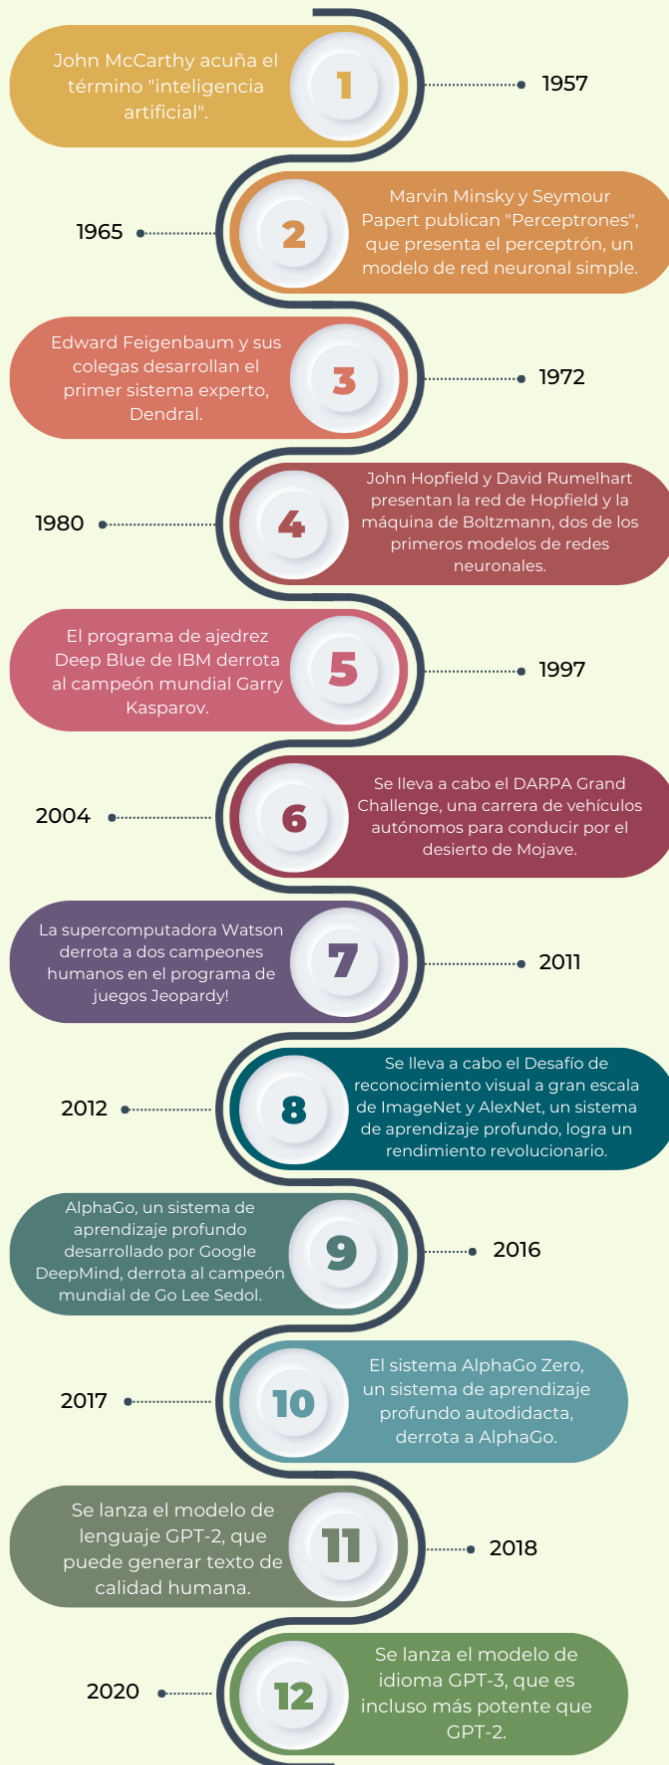 John McCarthy acuña el
término "inteligencia
artificial".
1
1957
1965
2
Marvin Minsky y Seymour
Papert publican "Perceptrones",
que presenta el perceptrón, un
modelo de red neuronal simple.
Edward Feigenbaum y sus
colegas desarrollan el
primer sistema experto,
Dendral.
3
1972
1980
4
John Hopfield y David Rumelhart
presentan la red de Hopfield y la
máquina de Boltzmann, dos de los
primeros modelos de redes
neuronales.
El programa de ajedrez
Deep Blue de IBM derrota
al campeón mundial Garry
Kasparov.
5
1997
2004
6
Se lleva a cabo el DARPA Grand
Challenge, una carrera de vehículos
autónomos para conducir por el
desierto de Mojave.
La supercomputadora Watson
derrota a dos campeones
humanos en el programa de
juegos Jeopardy!
7
2011
2012
8
Se lleva a cabo el Desafío de
reconocimiento visual a gran escala
de ImageNet y AlexNet, un sistema
de aprendizaje profundo, logra un
rendimiento revolucionario.
AlphaGo, un sistema de
aprendizaje profundo
desarrollado por Google
DeepMind, derrota al campeón
mundial de Go Lee Sedol.
9
2016
2017
10
El sistema AlphaGo Zero,
un sistema de aprendizaje
profundo autodidacta,
derrota a AlphaGo.
Se lanza el modelo de
lenguaje GPT-2, que
puede generar texto de
calidad humana.
11
2018
2020
12
Se lanza el modelo de
idioma GPT-3, que es
incluso más potente que
GPT-2.